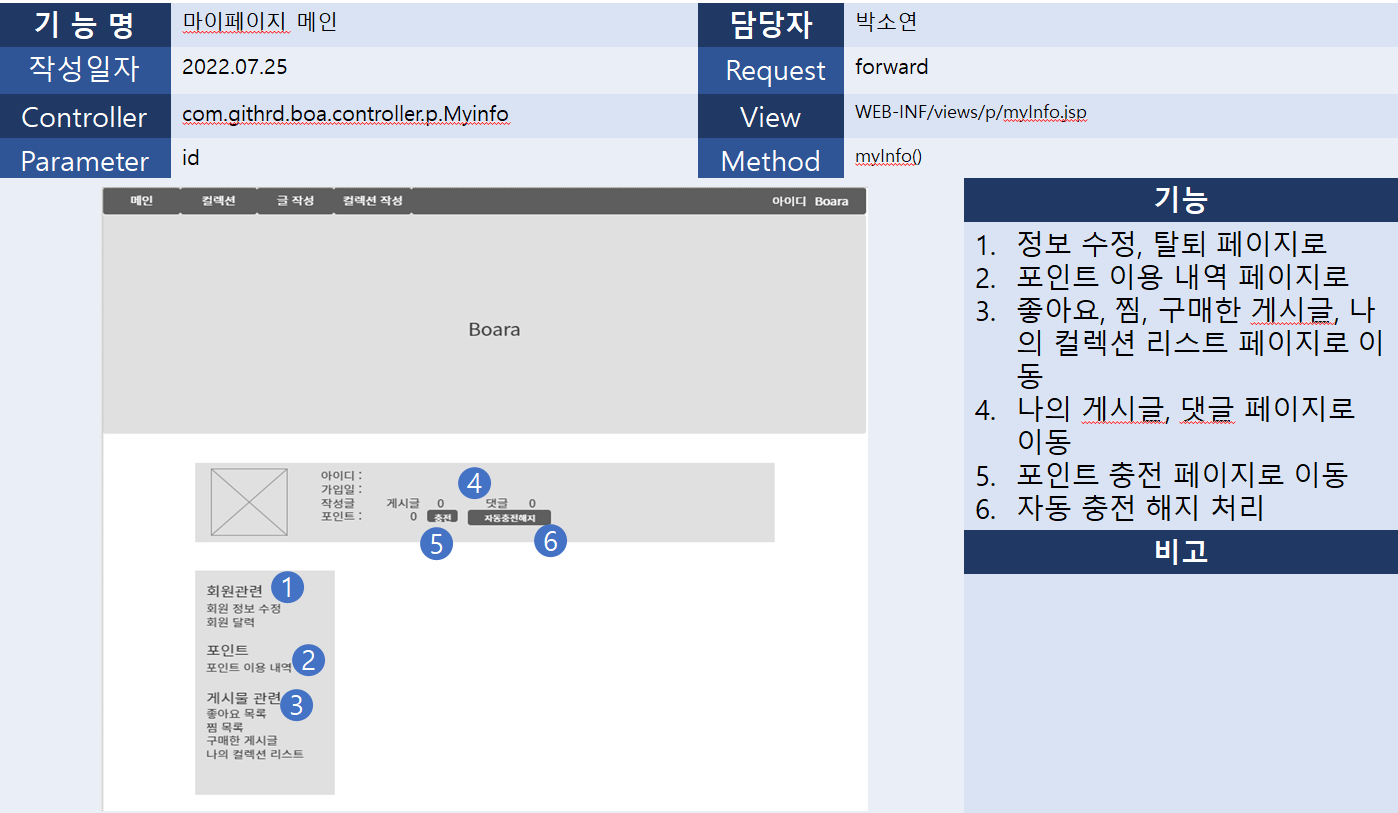 기 능 명
마이페이지 메인
담당자
박소연
작성일자
2022.07.25
Request
forward
Controller
com.githrd.boa.controller.p.Myinfo
View
WEB-INF/views/p/myInfo.jsp
Parameter
id
Method
myInfo()
메인 컬렉션 글 작성 컬렉션 작성 아이디 Boara
Boara
아이디 :
가입일 :
작성글 게시글 0 댓글 0
포인트 : 0 충전 자동충전해지
4
5
6
회원관련 1
회원 정보 수정
회원 달력
포인트
포인트 이용 내역 2
게시물 관련 3
좋아요 목록
찜 목록
구매한 게시글
나의 컬렉션 리스트
기능
1. 정보 수정, 탈퇴 페이지로
2. 포인트 이용 내역 페이지로
3. 좋아요, 찜, 구매한 게시글, 나
의 컬렉션 리스트 페이지로 이
동
4. 나의 게시글, 댓글 페이지로
이동
5. 포인트 충전 페이지로 이동
6. 자동 충전 해지 처리
비고